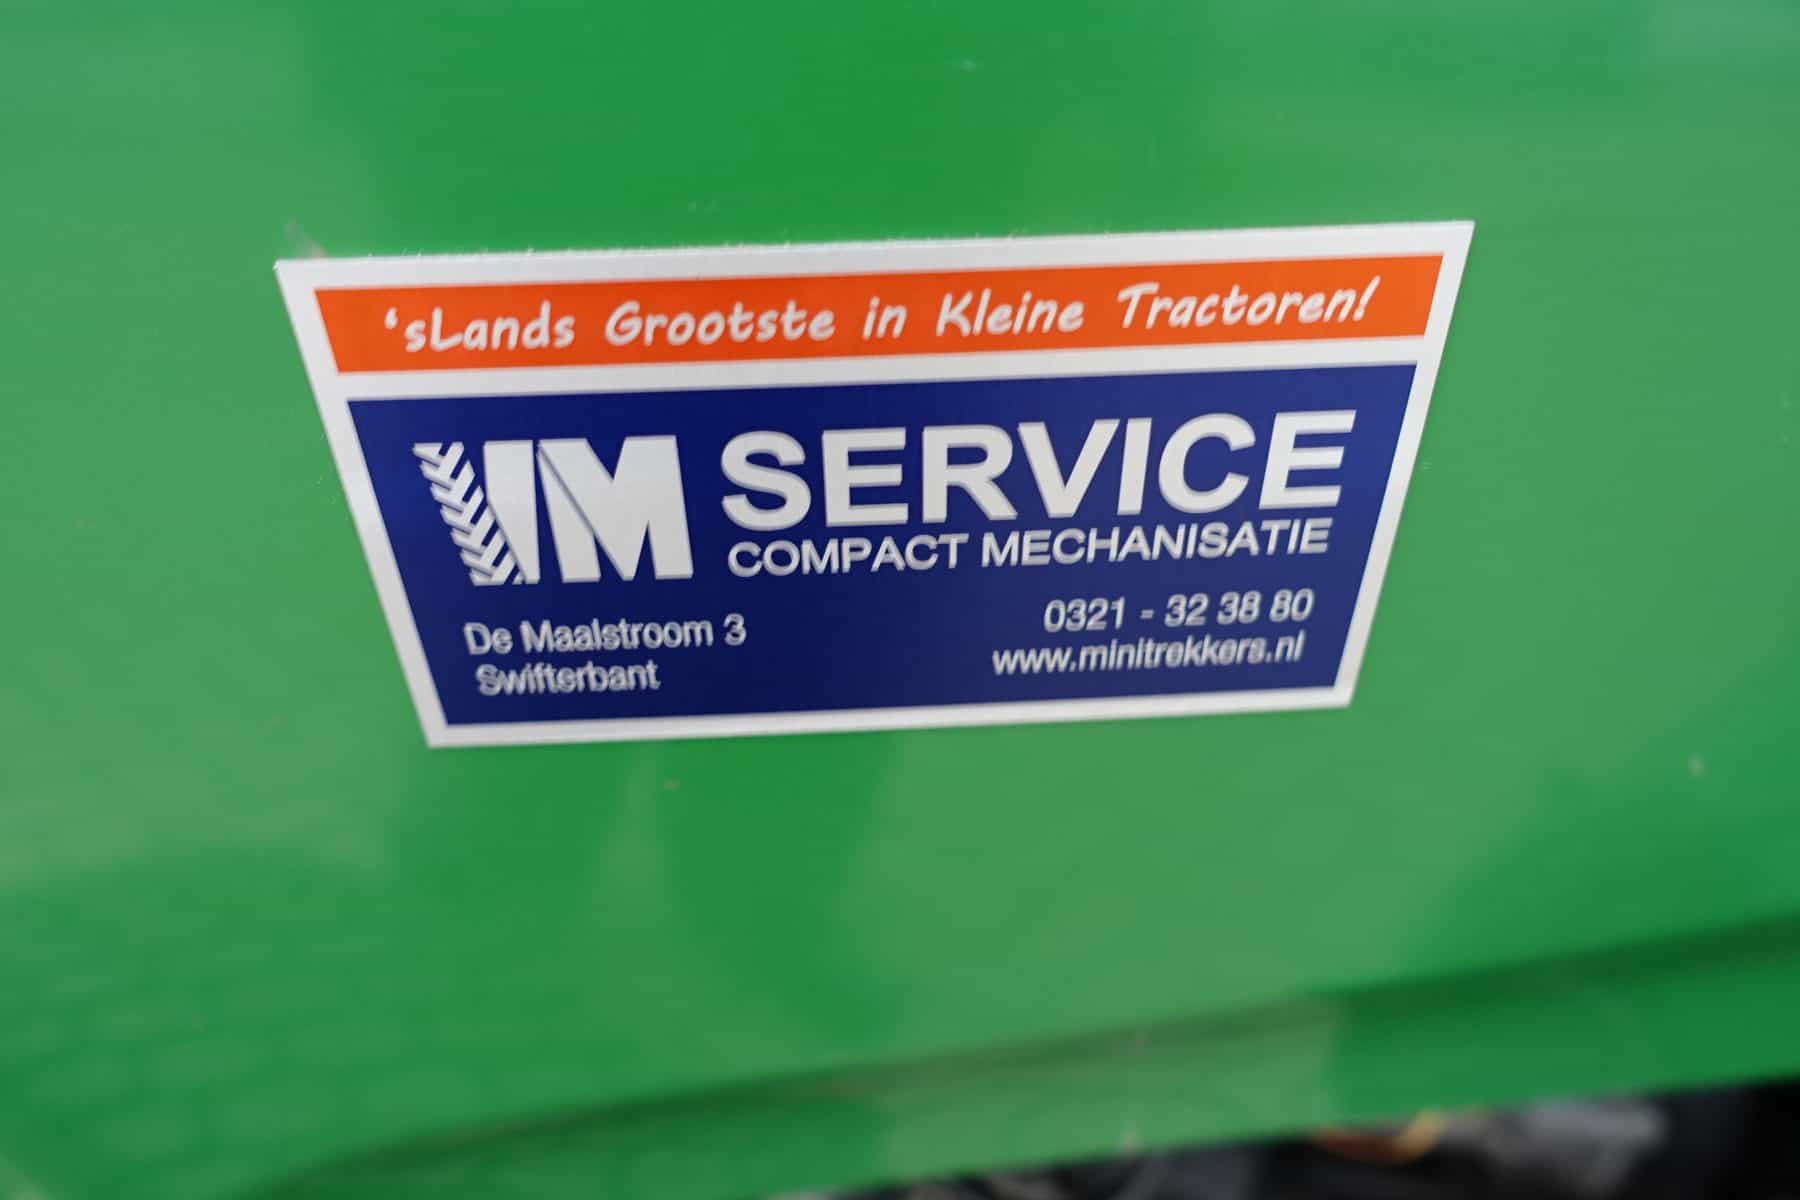 ‘sLands Grootste in Kleine Tractoren!
IM SERVICE
COMPACT MECHANISATIE
De Maalstroom 3
Swifterbant
0321 - 32 38 80
www.minitrekkers.nl